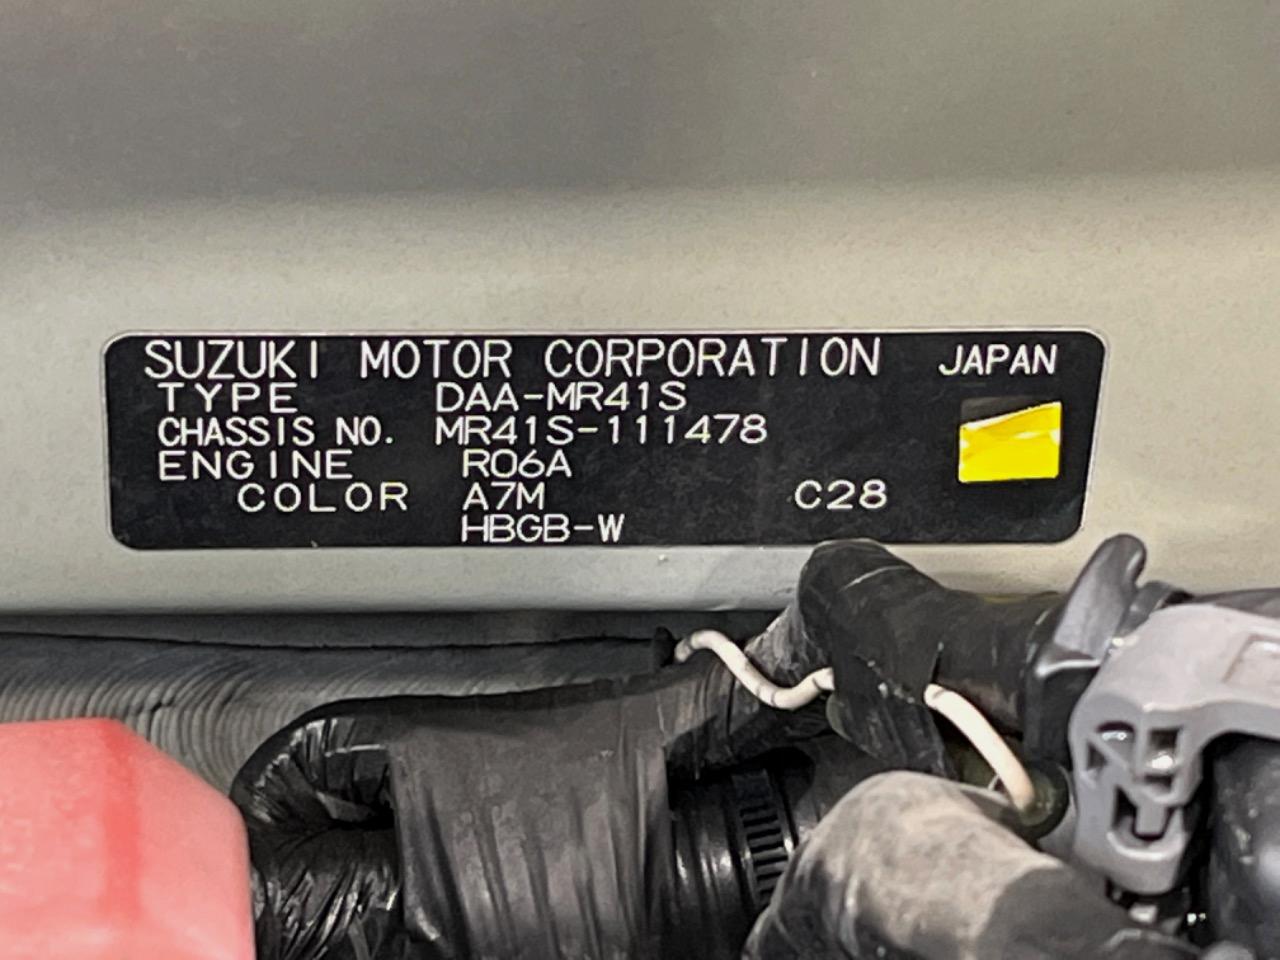 SUZUKI MOTOR CORPORATION JAPAN
TYPE DAA-MR41S
CHASSIS NO. MR41S-111478
ENGINE R06A
COLOR A7M C28
HBGB-W